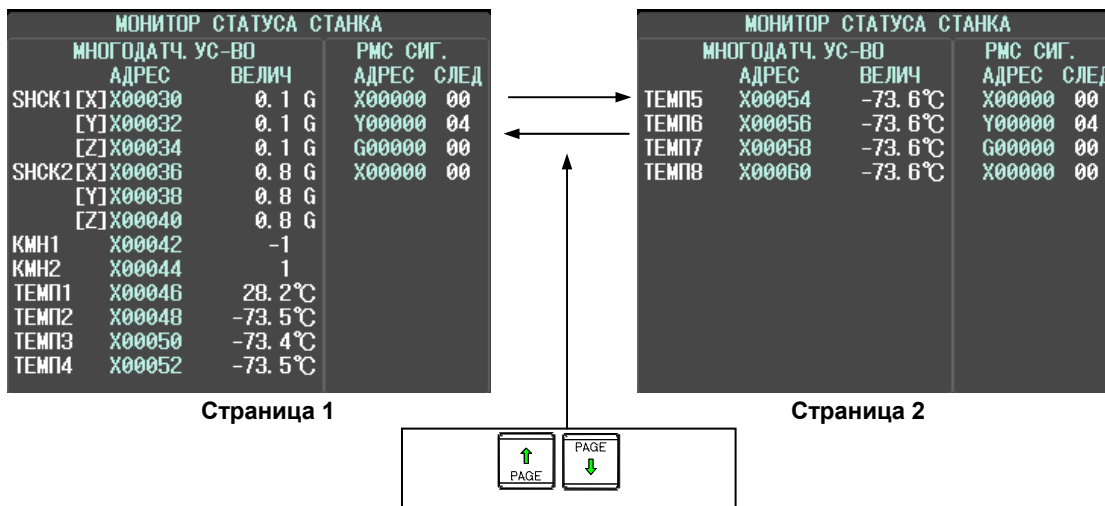 МОНИТОР СТАТУСА СТАНКА
МНОГОДАТЧ. УС-ВО PMC СИГ.
АДРЕС ВЕЛИЧ АДРЕС СЛЕД
SHCK1[X]X00030 0.1 G X00000 00
[Y]X00032 0.1 G Y00000 04
[Z]X00034 0.1 G G00000 00
SHCK2[X]X00036 0.8 G X00000 00
[Y]X00038 0.8 G
[Z]X00040 0.8 G
КМН1 X00042 -1
КМН2 X00044 1
ТЕМП1 X00046 28.2℃
ТЕМП2 X00048 -73.5℃
ТЕМП3 X00050 -73.4℃
ТЕМП4 X00052 -73.5℃
Страница 1
МОНИТОР СТАТУСА СТАНКА
МНОГОДАТЧ. УС-ВО PMC СИГ.
АДРЕС ВЕЛИЧ АДРЕС СЛЕД
ТЕМП5 X00054 -73.6℃ X00000 00
ТЕМП6 X00056 -73.6℃ Y00000 04
ТЕМП7 X00058 -73.6℃ G00000 00
ТЕМП8 X00060 -73.6℃ X00000 00
Страница 2
PAGE
PAGE